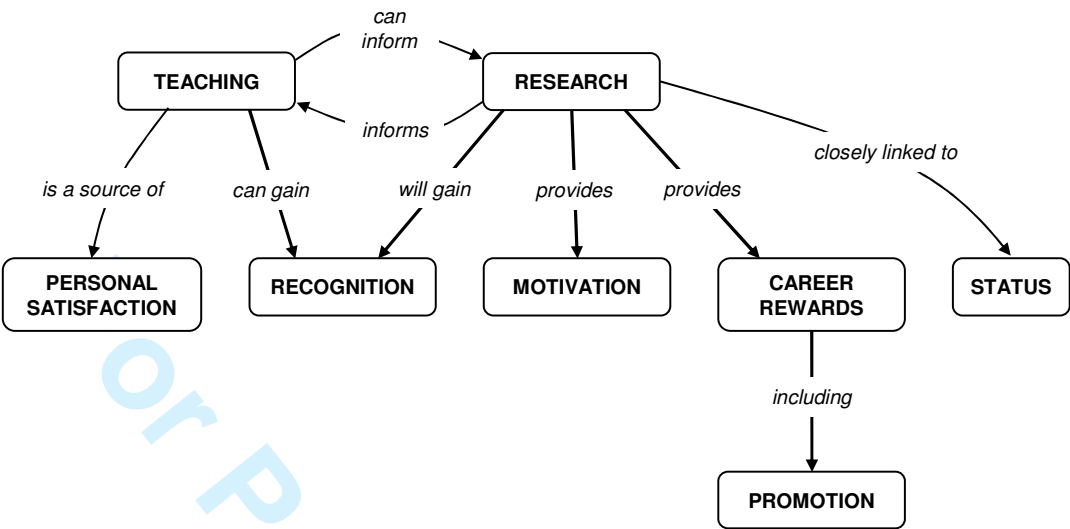 can
inform
TEACHING
RESEARCH
informs
closely linked to
is a source of
can gain
will gain
provides
provides
PERSONAL
SATISFACTION
RECOGNITION
MOTIVATION
CAREER
REWARDS
STATUS
including
PROMOTION
or P